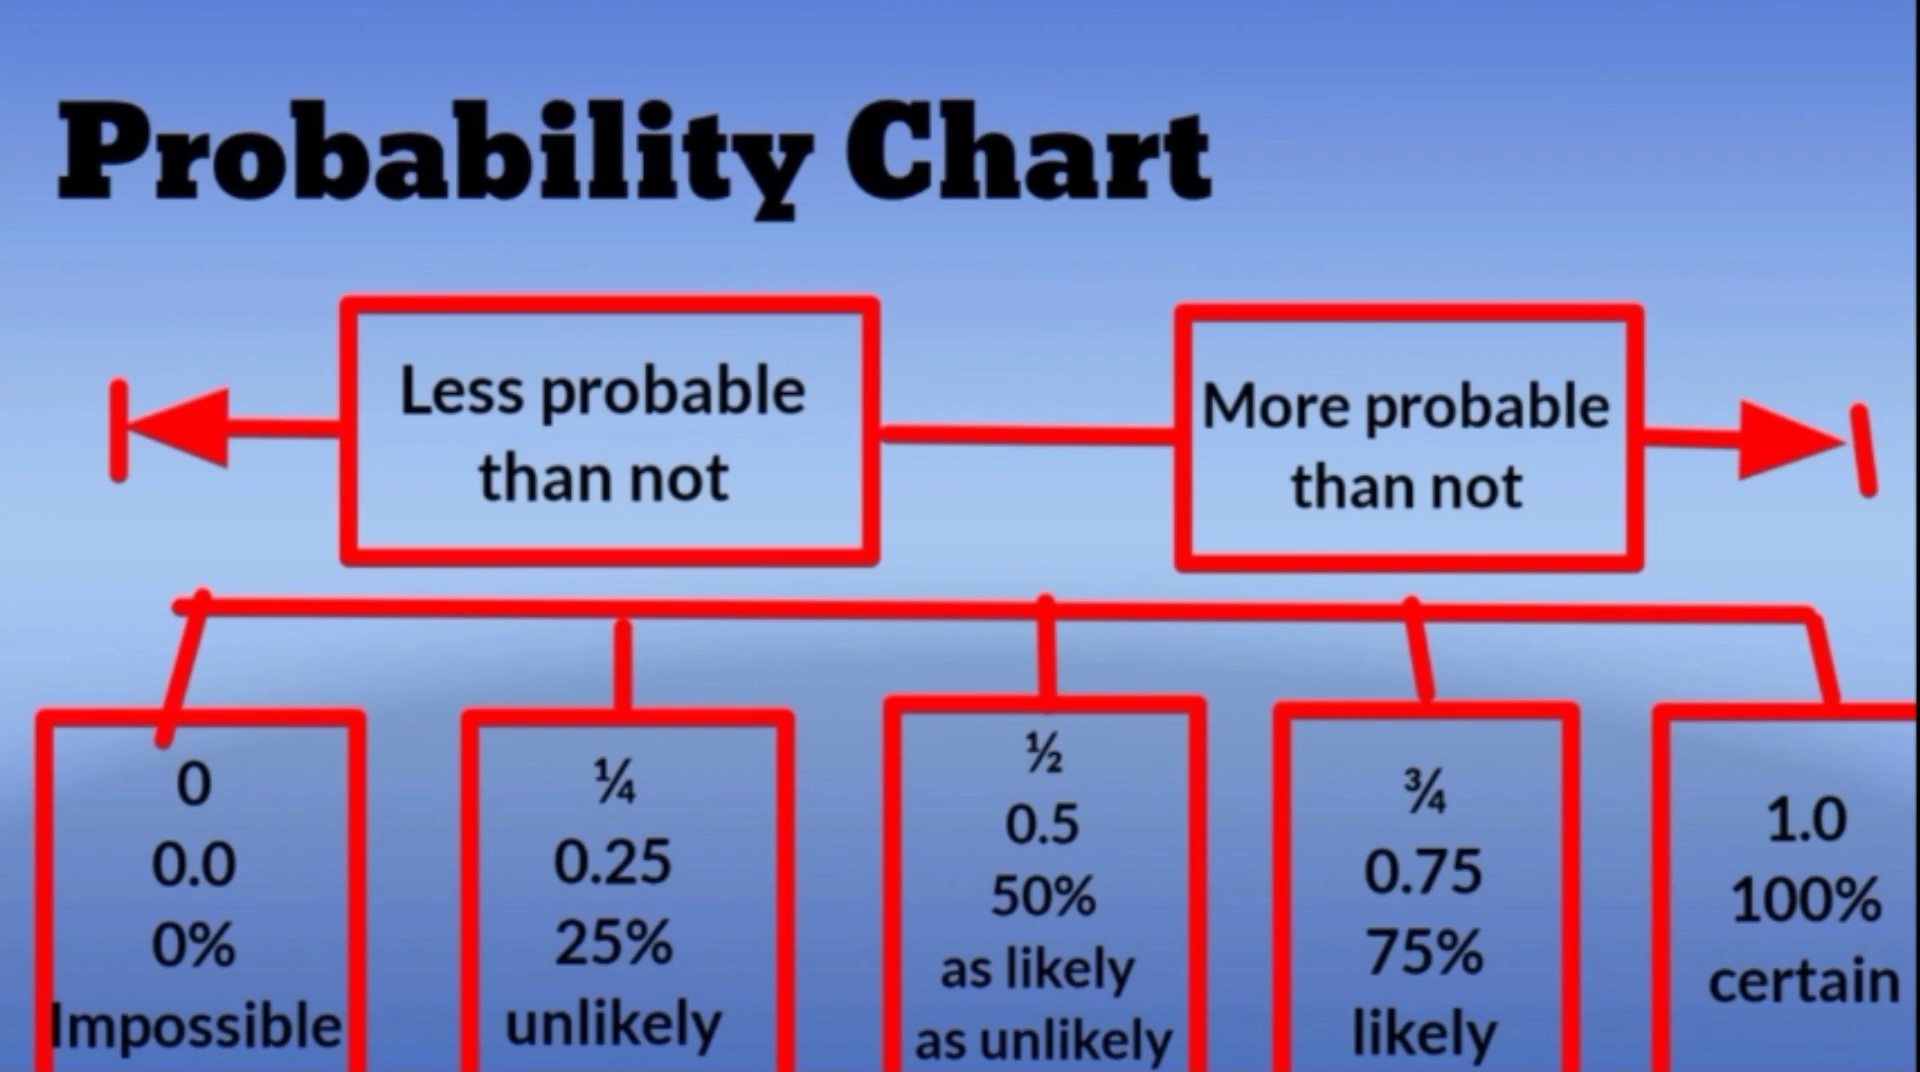 Probability Chart
Less probable
than not
More probable
than not
0
0.0
0%
Impossible
¼
0.25
25%
unlikely
½
0.5
50%
as likely
as unlikely
¾
0.75
75%
likely
1.0
100%
certain